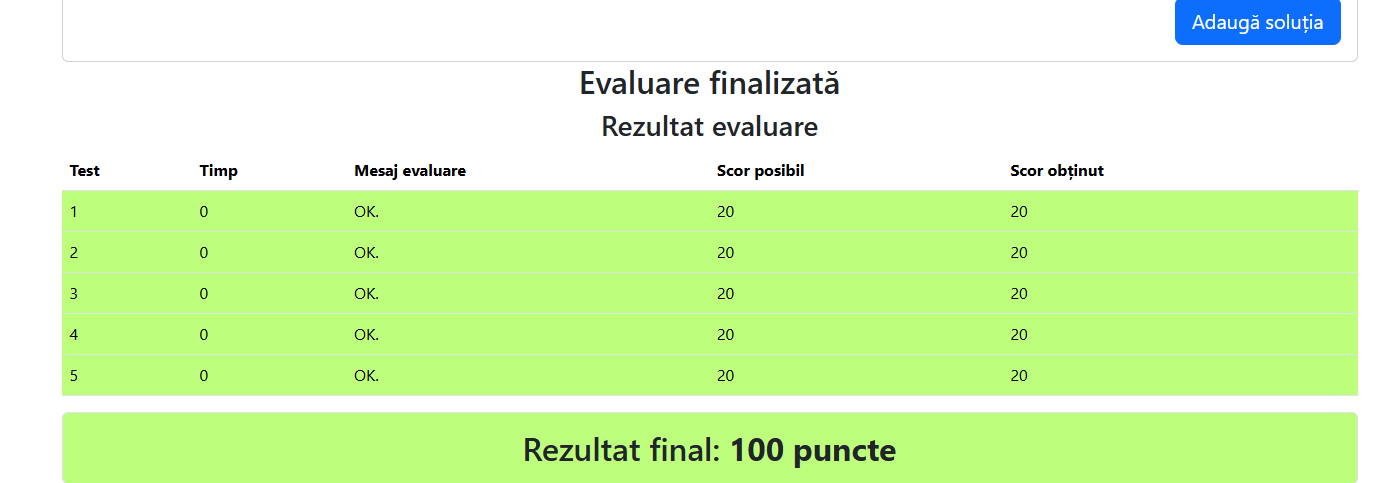 Adaugă soluția
Evaluare finalizată
Rezultat evaluare
Test Timp Mesaj evaluare Scor posibil Scor obținut
1 0 OK. 20 20
2 0 OK. 20 20
3 0 OK. 20 20
4 0 OK. 20 20
5 0 OK. 20 20
Rezultat final: 100 puncte